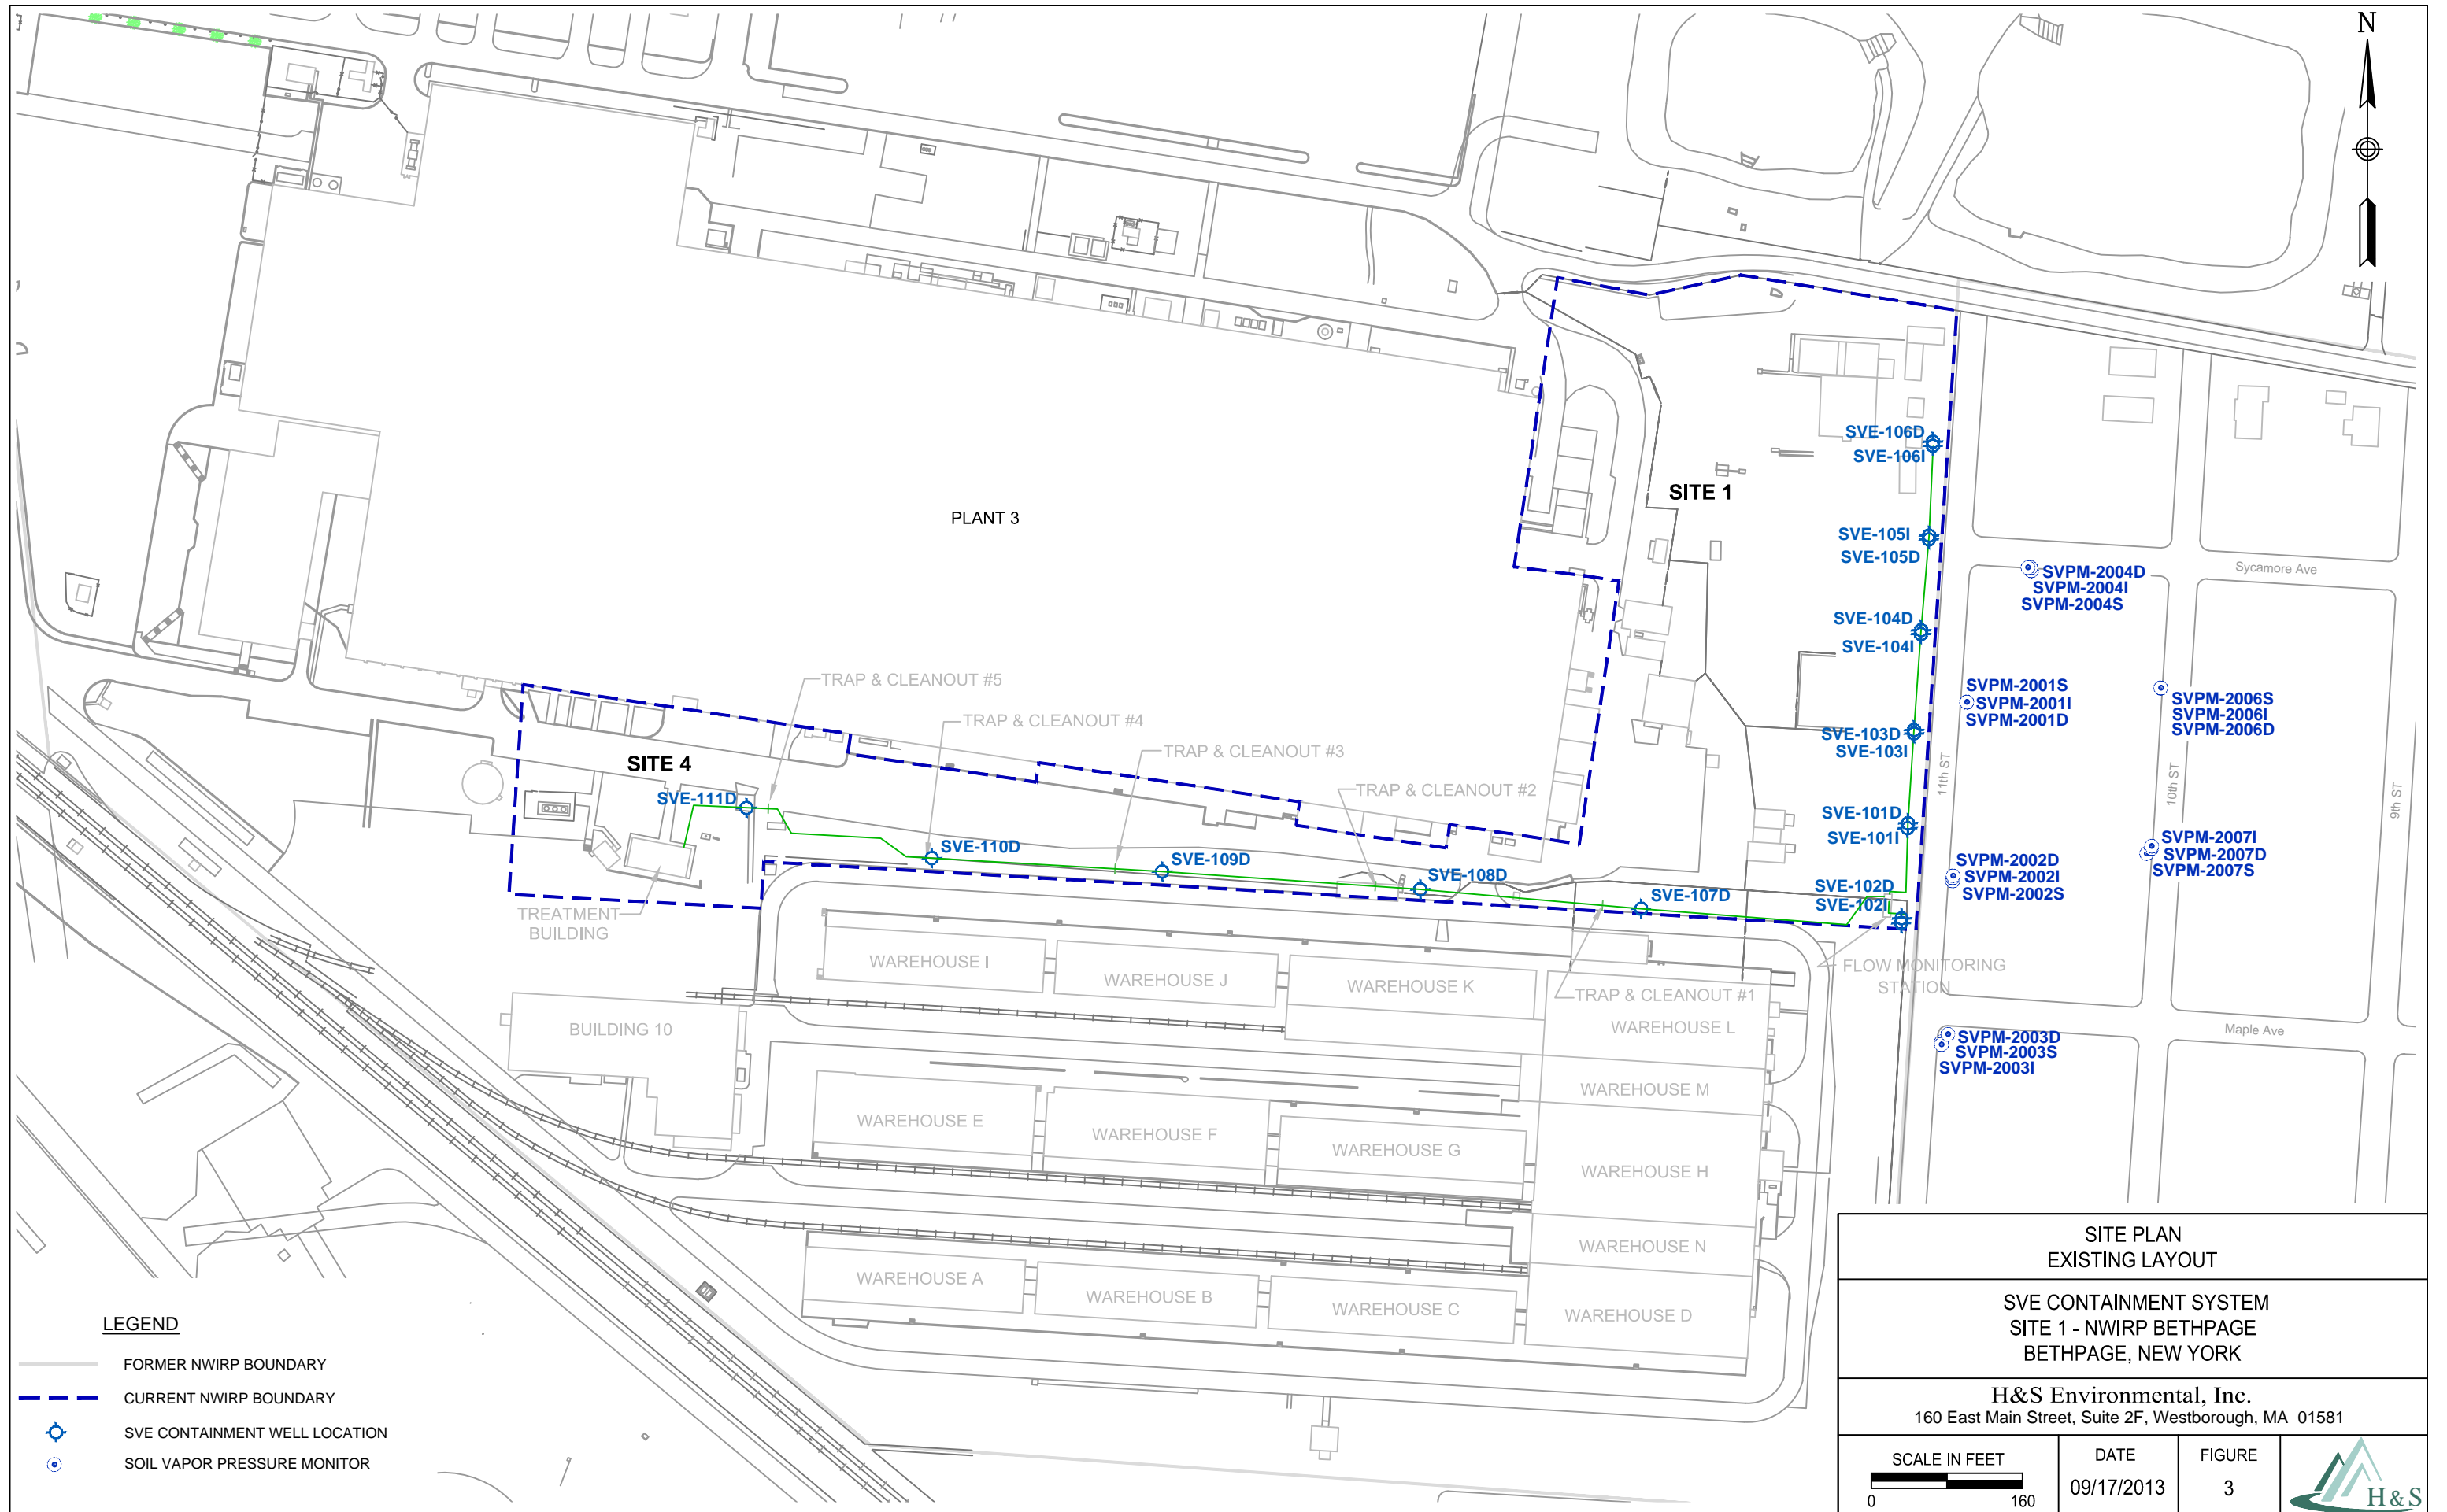 N
SVE-106D
SVE-106I
SITE 1
PLANT 3
SVE-105I
SVE-105D
Sycamore Ave
SVPM-2004D
SVPM-2004I
SVPM-2004S
SVE-104D
SVE-104I
TRAP & CLEANOUT #5
SVPM-2001S
SVPM-2001I
SVPM-2001D
SVPM-2006S
SVPM-2006I
SVPM-2006D
TRAP & CLEANOUT #4
SVE-103D
SVE-103I
TRAP & CLEANOUT #3
SITE 4
11th ST
10th ST
9th ST
TRAP & CLEANOUT #2
SVE-111D
SVE-101D
SVE-101I
SVPM-2007I
SVPM-2007D
SVPM-2007S
SVE-110D
SVE-109D
SVE-108D
SVPM-2002D
SVPM-2002I
SVPM-2002S
SVE-107D
SVE-102D
SVE-102I
TREATMENT
BUILDING
WAREHOUSE I
WAREHOUSE J
WAREHOUSE K
FLOW MONITORING
STATION
TRAP & CLEANOUT #1
BUILDING 10
WAREHOUSE L
Maple Ave
SVPM-2003D
SVPM-2003S
SVPM-2003I
WAREHOUSE M
WAREHOUSE E
WAREHOUSE F
WAREHOUSE G
WAREHOUSE H
WAREHOUSE N
WAREHOUSE A
WAREHOUSE B
WAREHOUSE C
WAREHOUSE D
LEGEND
FORMER NWIRP BOUNDARY
CURRENT NWIRP BOUNDARY
SVE CONTAINMENT WELL LOCATION
SOIL VAPOR PRESSURE MONITOR
SITE PLAN
EXISTING LAYOUT
SVE CONTAINMENT SYSTEM
SITE 1 - NWIRP BETHPAGE
BETHPAGE, NEW YORK
H&S Environmental, Inc.
160 East Main Street, Suite 2F, Westborough, MA 01581
SCALE IN FEET
0 160
DATE
09/17/2013
FIGURE
3
H&S